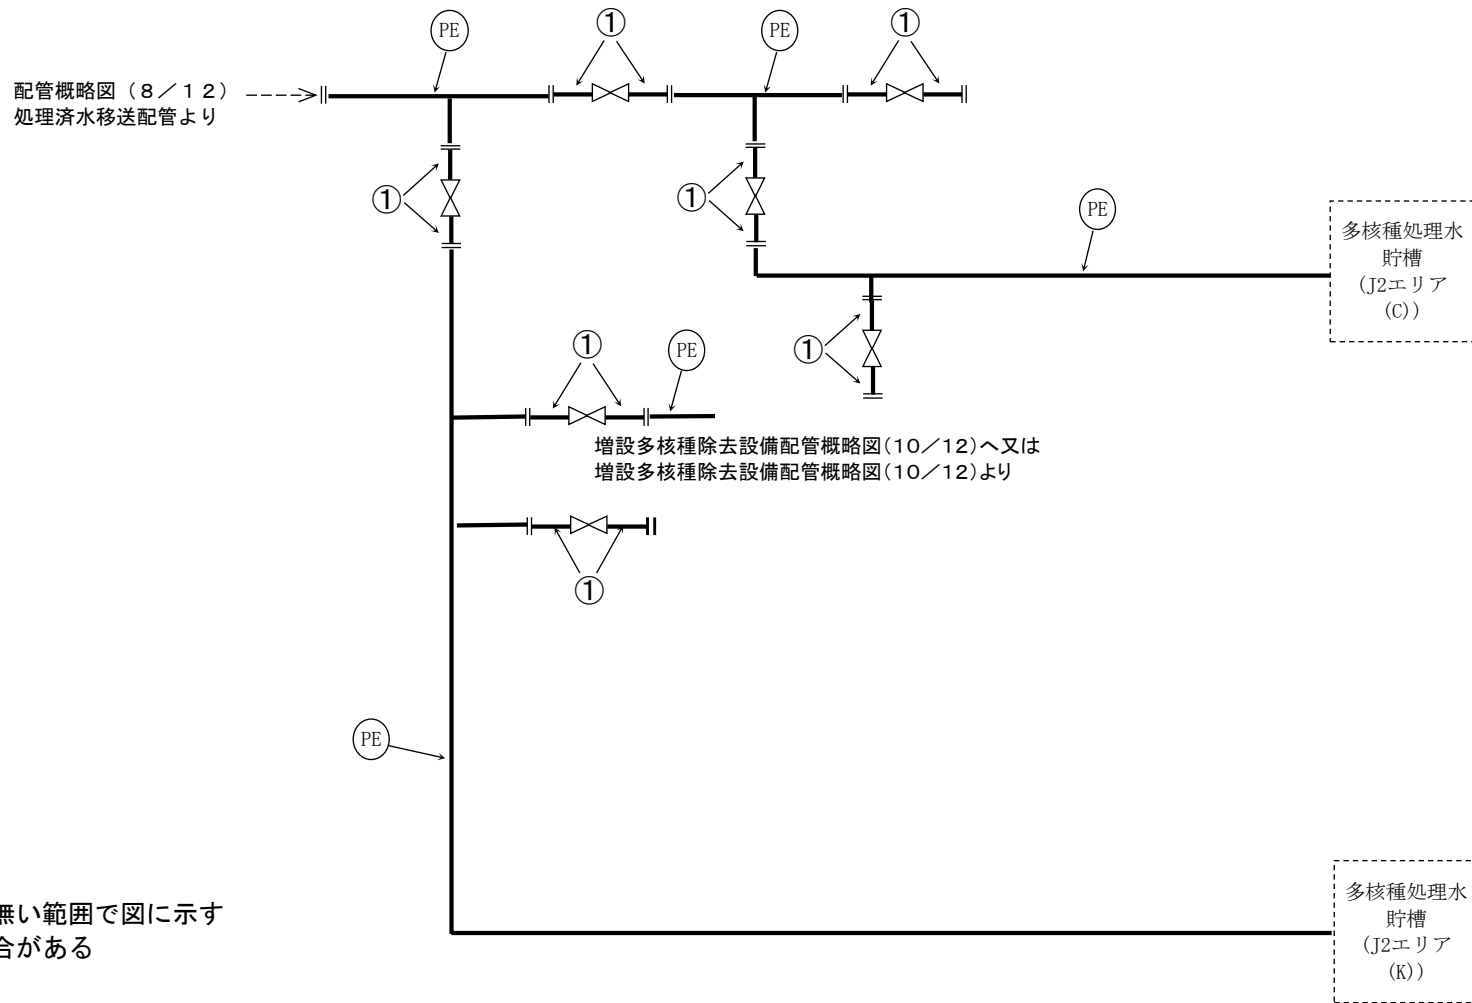 PE
①
PE
①
配管概略図（８／１２）
処理済水移送配管より
①
①
PE
多核種処理水
貯槽
（J2エリア
(C)）
①
PE
①
増設多核種除去設備配管概略図(10／12)へ又は
増設多核種除去設備配管概略図(10／12)より
①
PE
無い範囲で図に示す
合がある
多核種処理水
貯槽
（J2エリア
(K)）